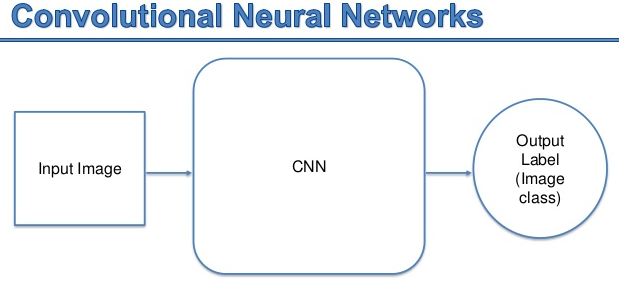 Convolutional Neural Networks
Input Image
CNN
Output
Label
(Image
class)